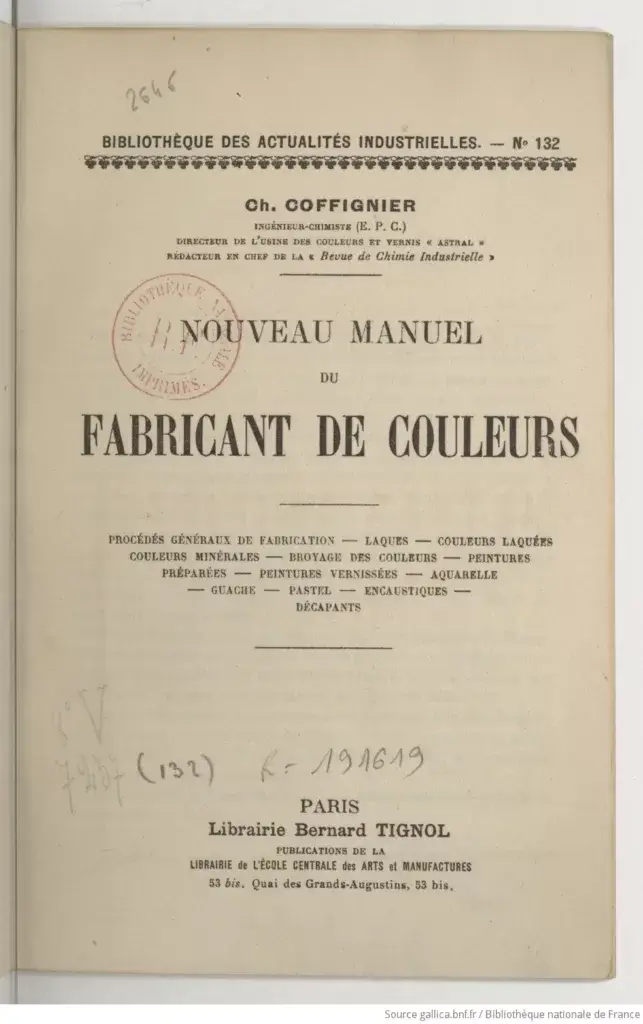 2646
BIBLIOTHÈQUE DES ACTUALITÉS INDUSTRIELLES. — No 132
Ch. COFFIGNIER
INGÉNIEUR-CHIMISTE (E. P. C.)
DIRECTEUR DE L'USINE DES COULEURS ET VERNIS « ASTRAL »
RÉDACTEUR EN CHEF DE LA « Revue de Chimie Industrielle »
BIBLIOTHÈQUE
IMPRIMÉS.
NOUVEAU MANUEL
DU
FABRICANT DE COULEURS
PROCÉDÉS GÉNÉRAUX DE FABRICATION — LAQUES — COULEURS LAQUÉES
COULEURS MINÉRALES — BROYAGE DES COULEURS — PEINTURES
PRÉPARÉES — PEINTURES VERNISSÉES — AQUARELLE
— GUACHE — PASTEL — ENCAUSTIQUES —
DÉCAPANTS
8° V
(132) R = 191619
PARIS
Librairie Bernard TIGNOL
PUBLICATIONS DE LA
LIBRAIRIE de L'ÉCOLE CENTRALE des ARTS et MANUFACTURES
53 bis. Quai des Grands-Augustins, 53 bis.
Source gallica.bnf.fr / Bibliothèque nationale de France